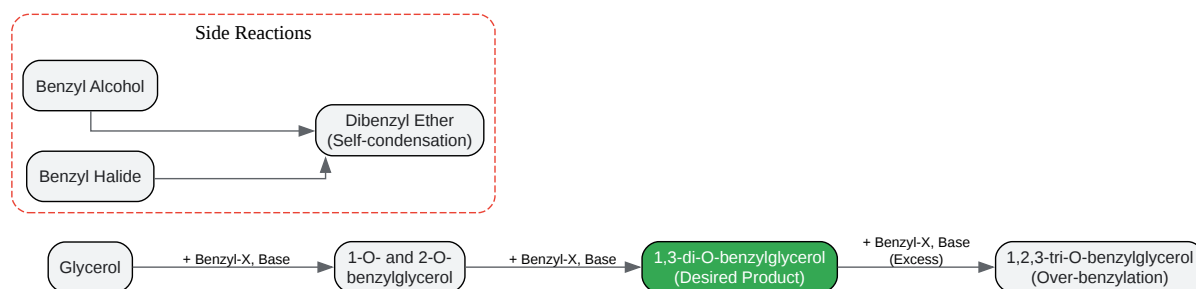 Side Reactions
Benzyl Alcohol
Dibenzyl Ether
(Self-condensation)
Benzyl Halide
Glycerol
+ Benzyl-X, Base
1-O- and 2-O-
benzylglycerol
+ Benzyl-X, Base
1,3-di-O-benzylglycerol
(Desired Product)
+ Benzyl-X, Base
(Excess)
1,2,3-tri-O-benzylglycerol
(Over-benzylation)